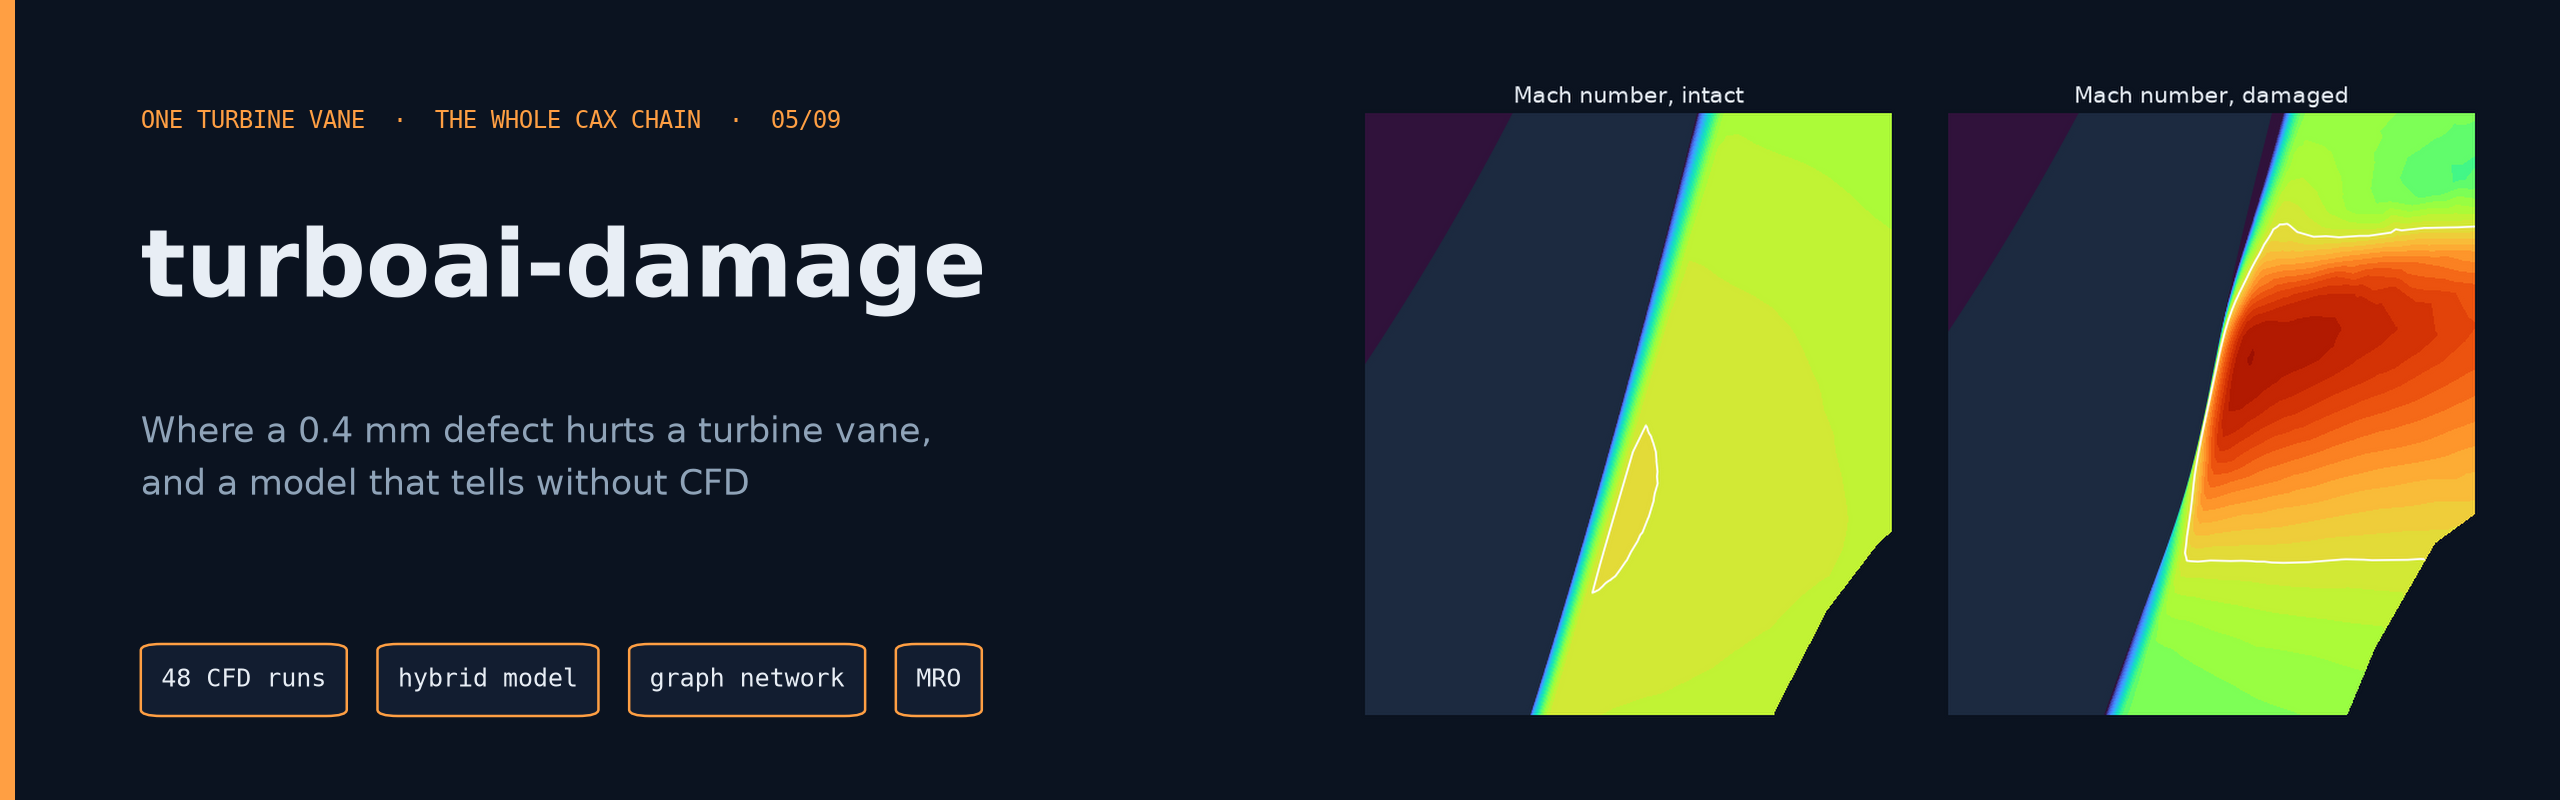 ONE TURBINE VANE · THE WHOLE CAX CHAIN · 05/09
turboai-damage
Where a 0.4 mm defect hurts a turbine vane,
and a model that tells without CFD
48 CFD runs
hybrid model
graph network
MRO
Mach number, intact
Mach number, damaged